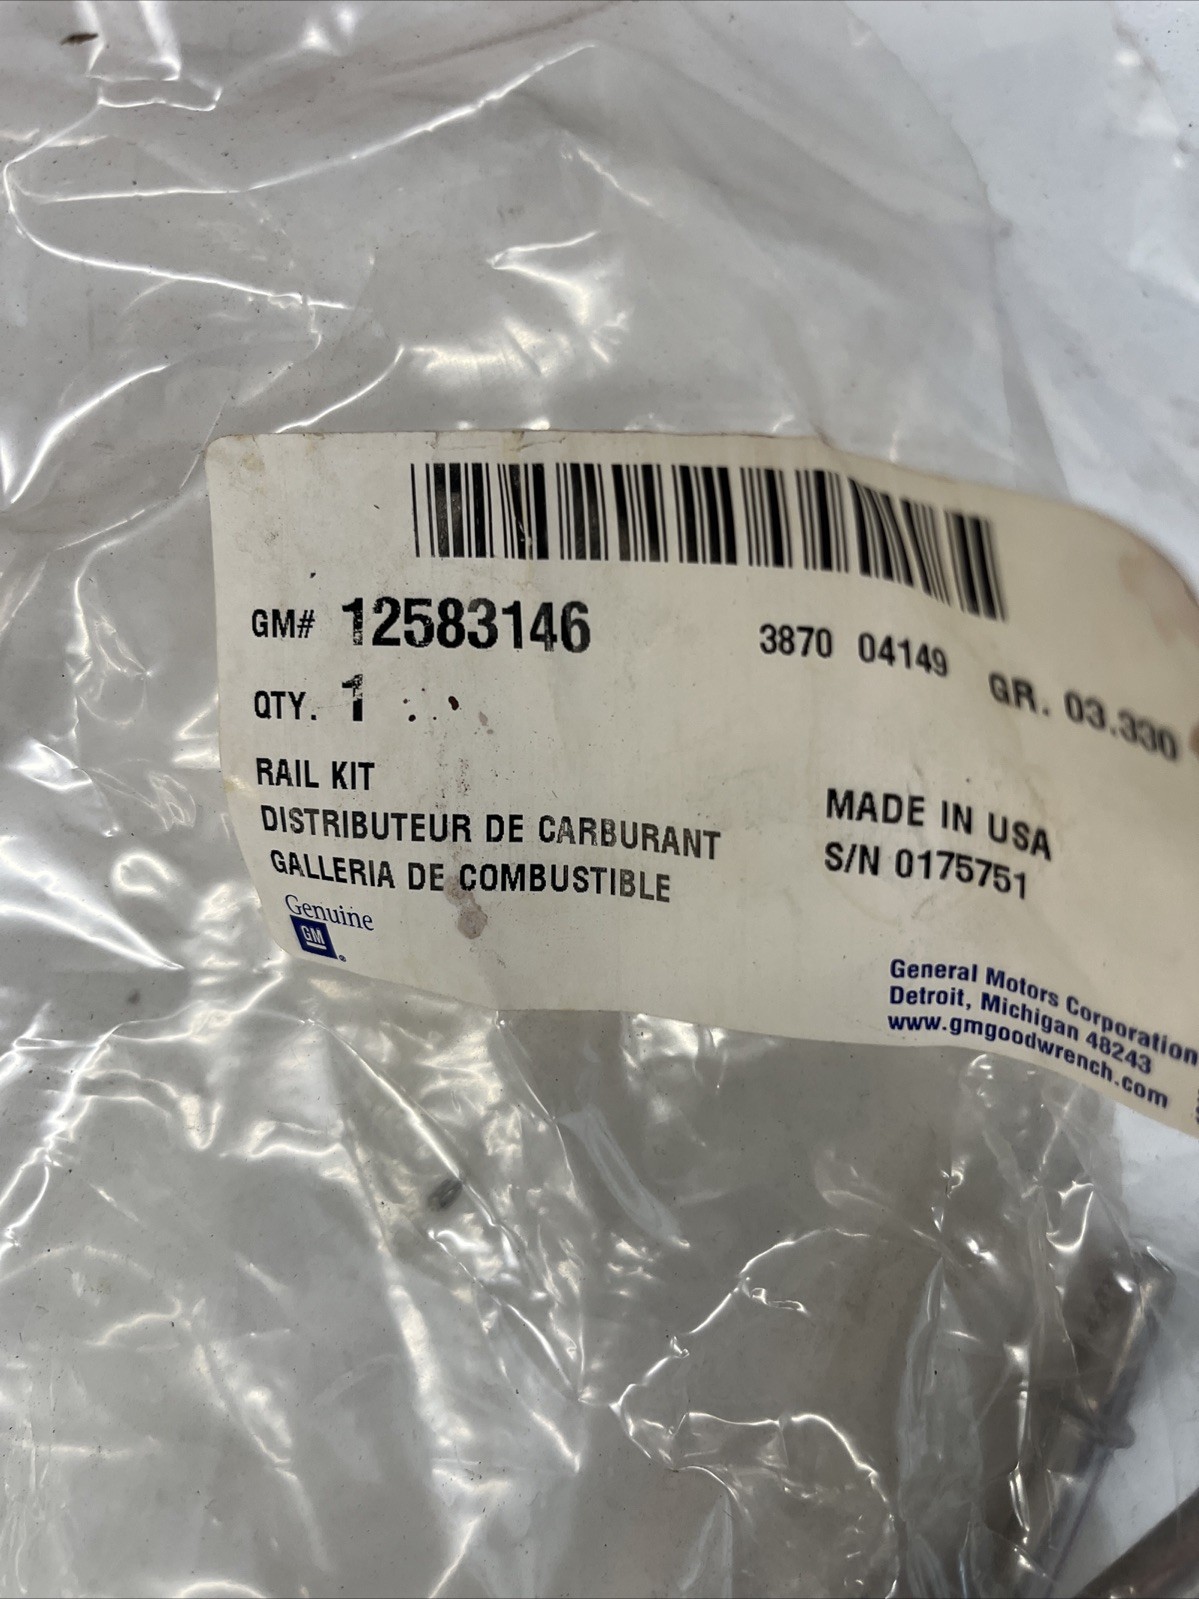 GM# 12583146
3870 04149 GR. 03.330
QTY. 1
RAIL KIT
DISTRIBUTEUR DE CARBURANT
GALLERIA DE COMBUSTIBLE
MADE IN USA
S/N 0175751
Genuine
GM
®
General Motors Corporation
Detroit, Michigan 48243
www.gmgoodwrench.com